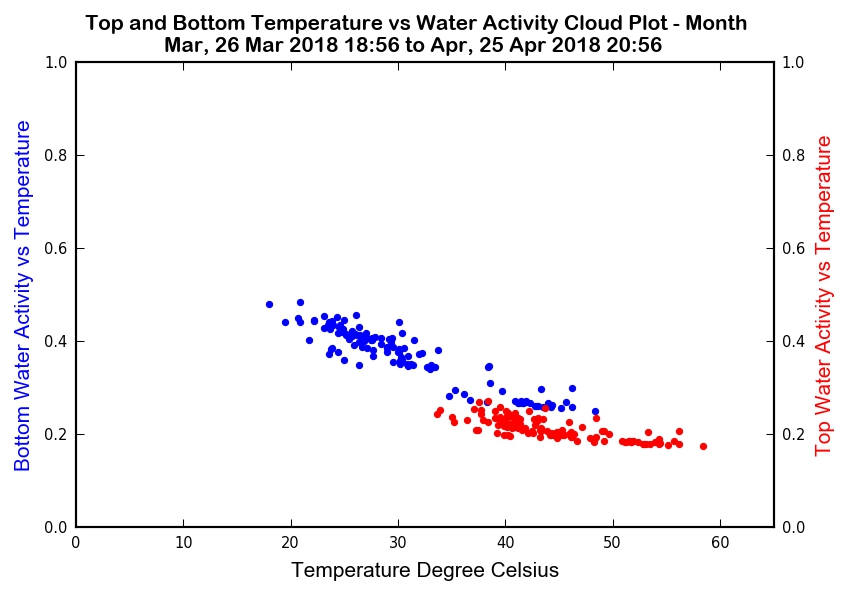 Top and Bottom Temperature vs Water Activity Cloud Plot - Month
Mar, 26 Mar 2018 18:56 to Apr, 25 Apr 2018 20:56
Bottom Water Activity vs Temperature
1.0
0.8
0.6
0.4
0.2
0.0
1.0
0.8
0.6
0.4
0.2
0.0
Top Water Activity vs Temperature
0 10 20 30 40 50 60
Temperature Degree Celsius